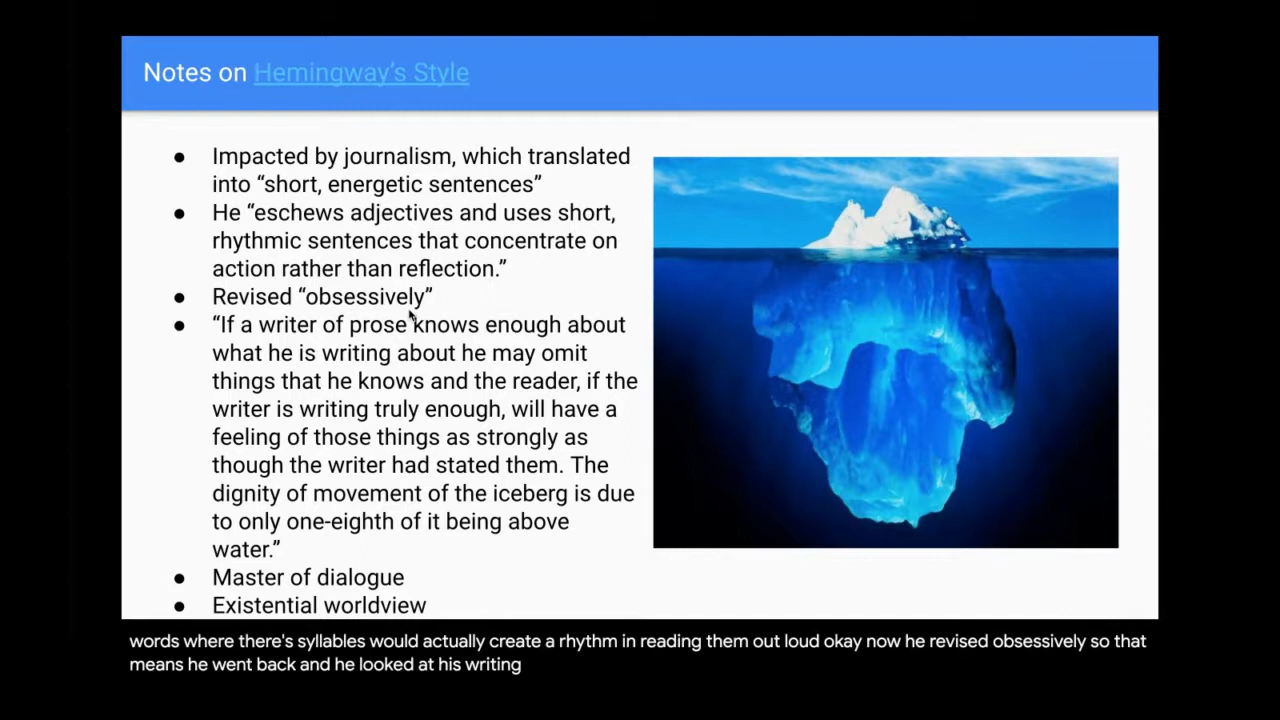 Notes on Hemingway's Style
● Impacted by journalism, which translated
into “short, energetic sentences”
● He “eschews adjectives and uses short,
rhythmic sentences that concentrate on
action rather than reflection.”
● Revised “obsessively”
● “If a writer of prose knows enough about
what he is writing about he may omit
things that he knows and the reader, if the
writer is writing truly enough, will have a
feeling of those things as strongly as
though the writer had stated them. The
dignity of movement of the iceberg is due
to only one-eighth of it being above
water.”
● Master of dialogue
● Existential worldview
words where there's syllables would actually create a rhythm in reading them out loud okay now he revised obsessively so that
means he went back and he looked at his writing